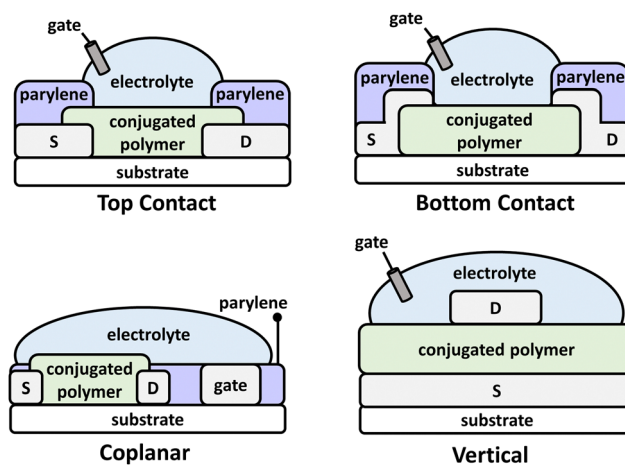 gate
electrolyte
parylene
parylene
S
conjugated
polymer
D
substrate
Top Contact
gate
electrolyte
parylene
parylene
S
conjugated
polymer
D
substrate
Bottom Contact
parylene
electrolyte
S
conjugated
polymer
D
gate
substrate
Coplanar
gate
electrolyte
D
conjugated polymer
S
substrate
Vertical